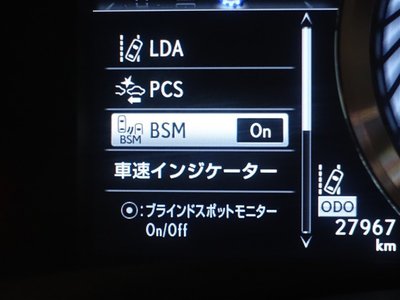 LDA
PCS
BSM
BSM On
車速インジケーター
ODO
⦿:ブラインドスポットモニター
27967
On/Off
km